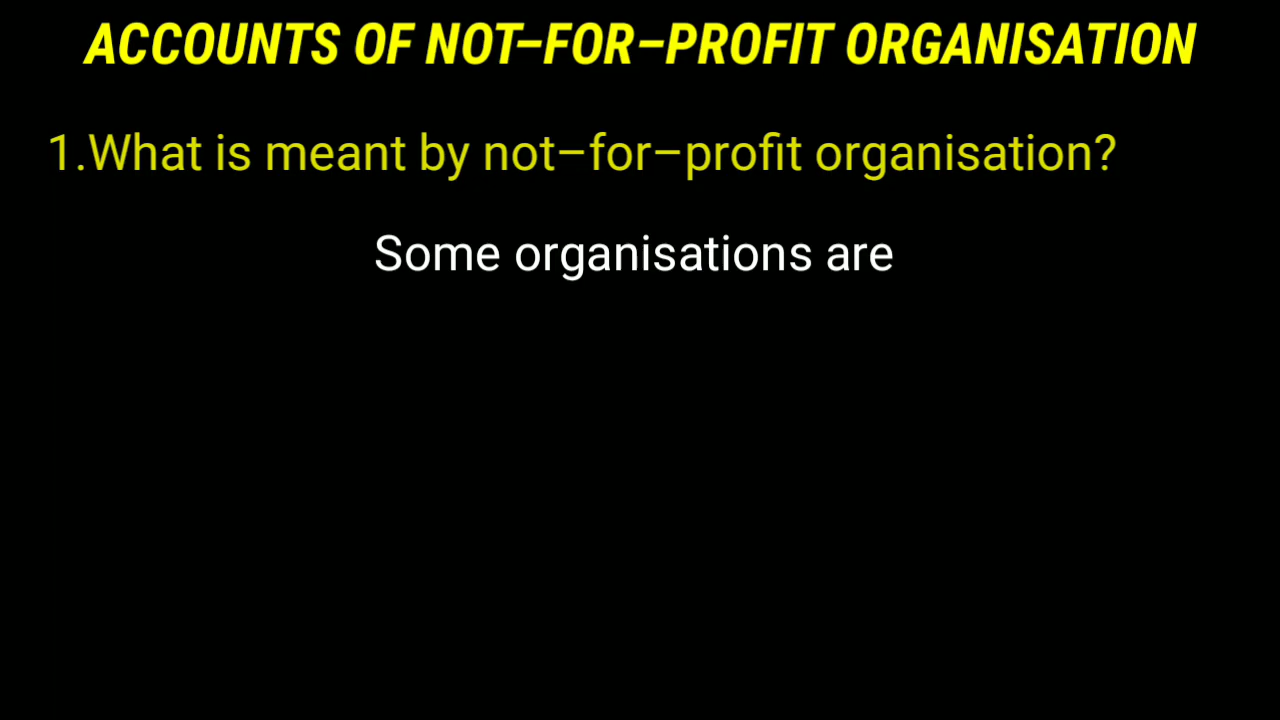 ACCOUNTS OF NOT–FOR–PROFIT ORGANISATION
1.What is meant by not–for–profit organisation?
Some organisations are